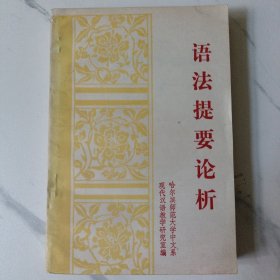 语法提要论析
哈尔滨师范大学中文系
现代汉语教学研究室编